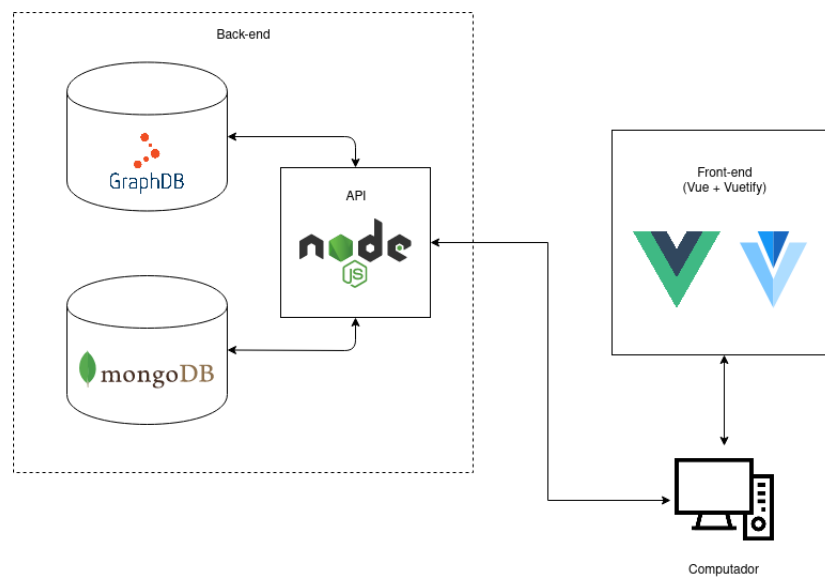 Back-end
GraphDB
API
node
JS
mongoDB
Front-end
(Vue + Vuetify)
Computador